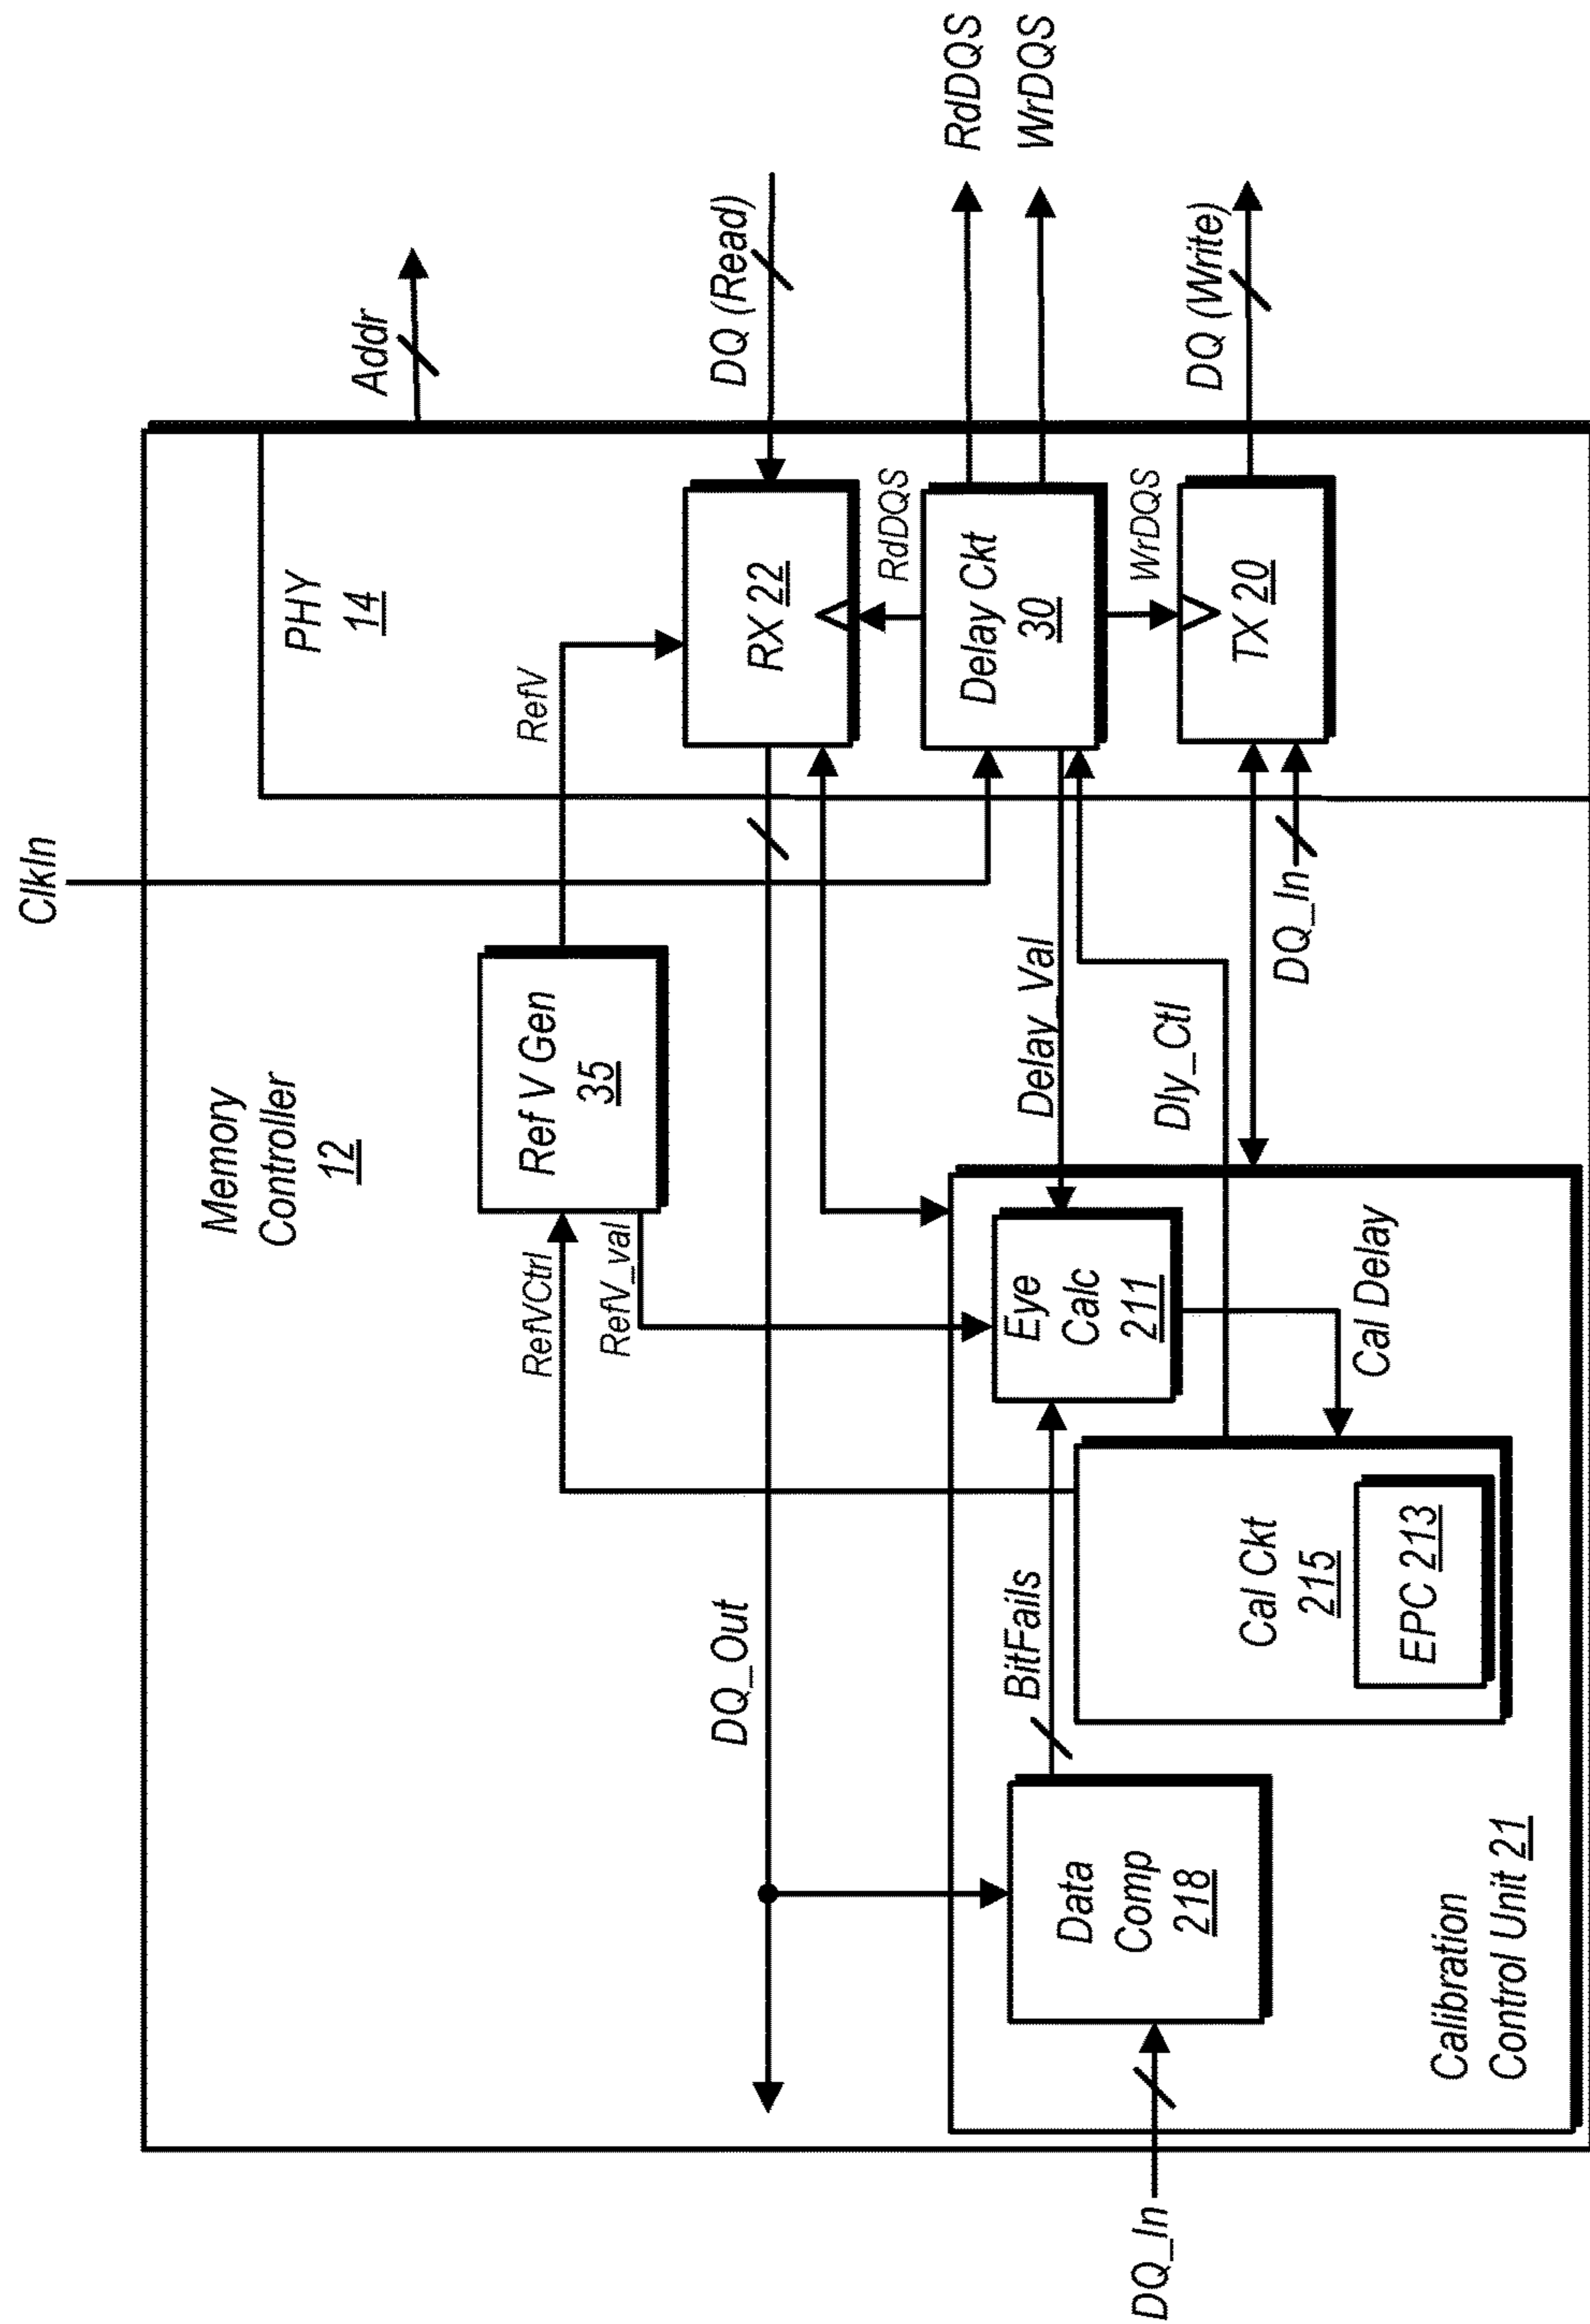 ClkIn
Memory
Controller
12
PHY
14
Addr
RefVCtrl
RefV_val
Ref V Gen
35
RefV
DQ_Out
RX 22
DQ (Read)
RdDQS
RdDQS
WrDQS
Delay Ckt
30
WrDQS
TX 20
DQ (Write)
Delay_Val
Dly_Ctl
DQ_In
BitFails
Eye
Calc
211
Cal Delay
Data
Comp
218
Cal Ckt
215
EPC 213
DQ_In
Calibration
Control Unit 21